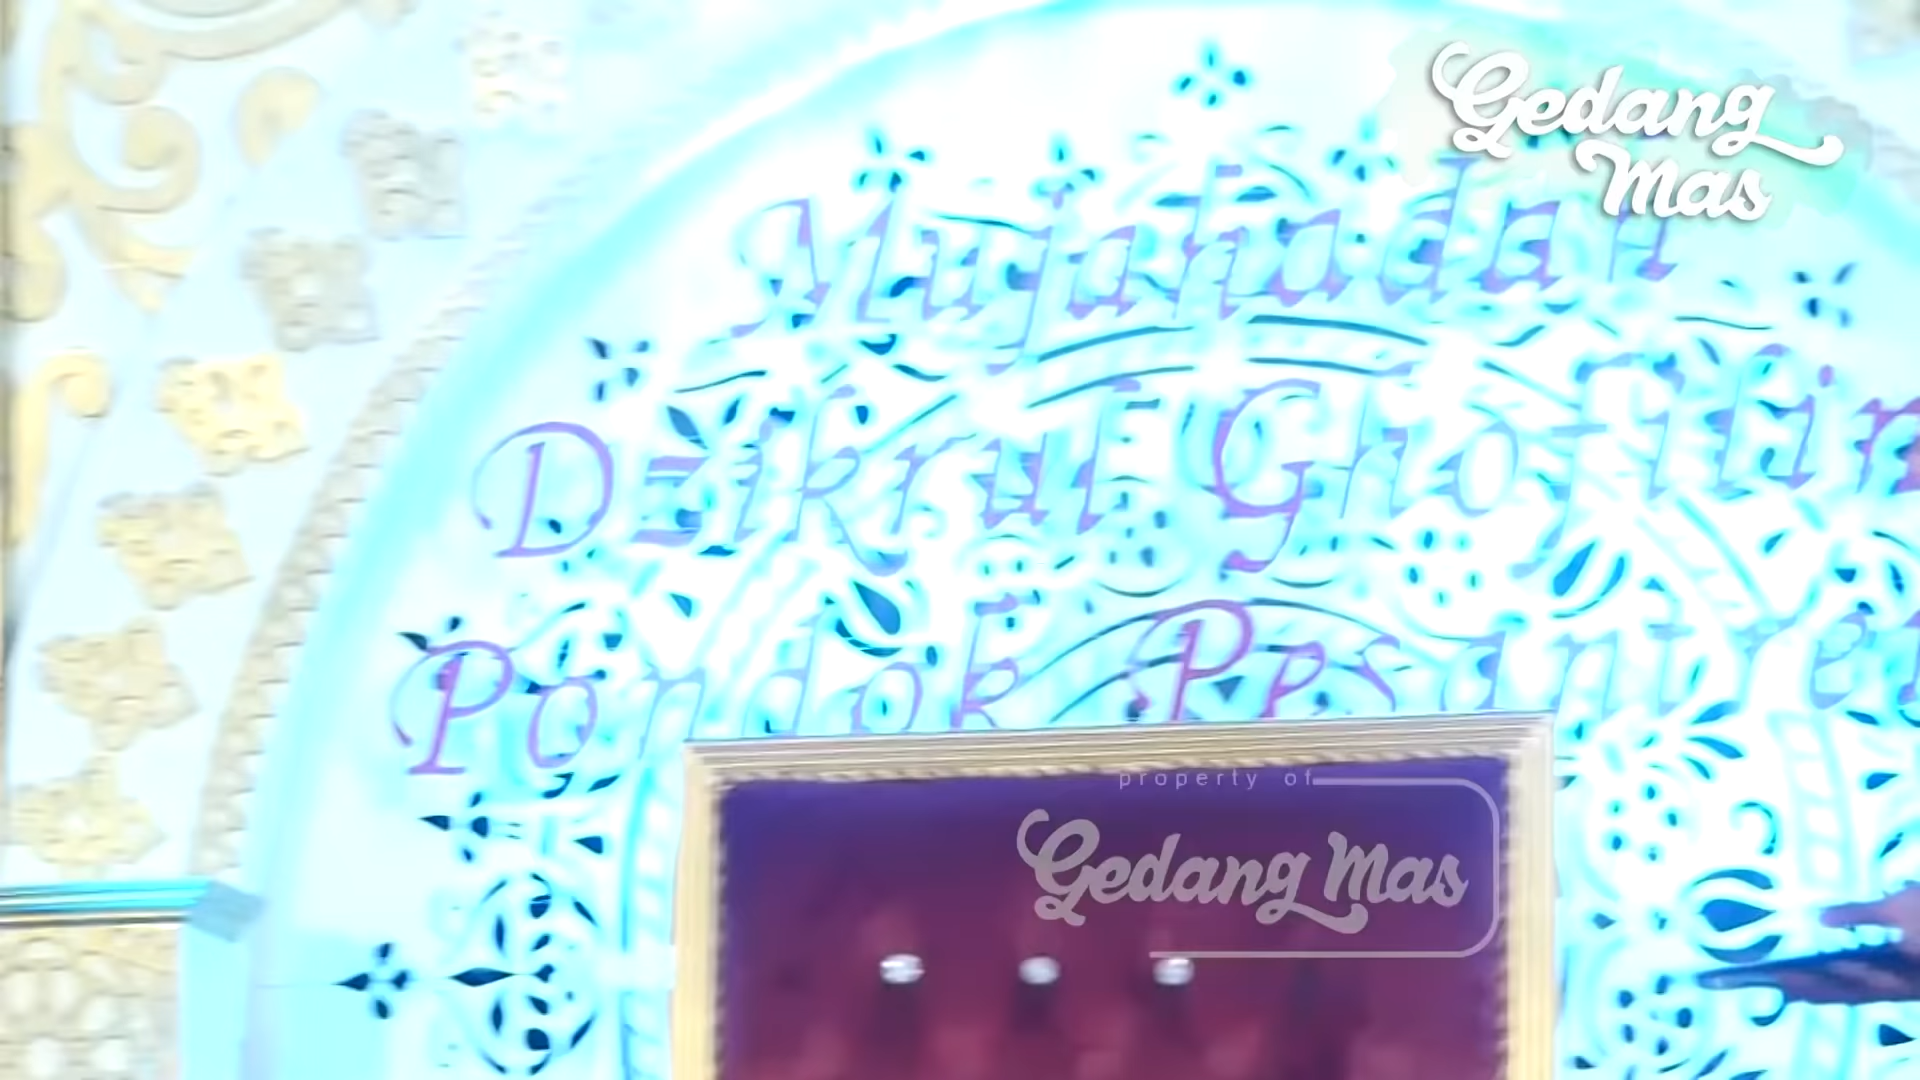 Gedang
Mas
Mujahadah
Dzikrul Ghofilin
Pondok Pesantren
property of
Gedang Mas